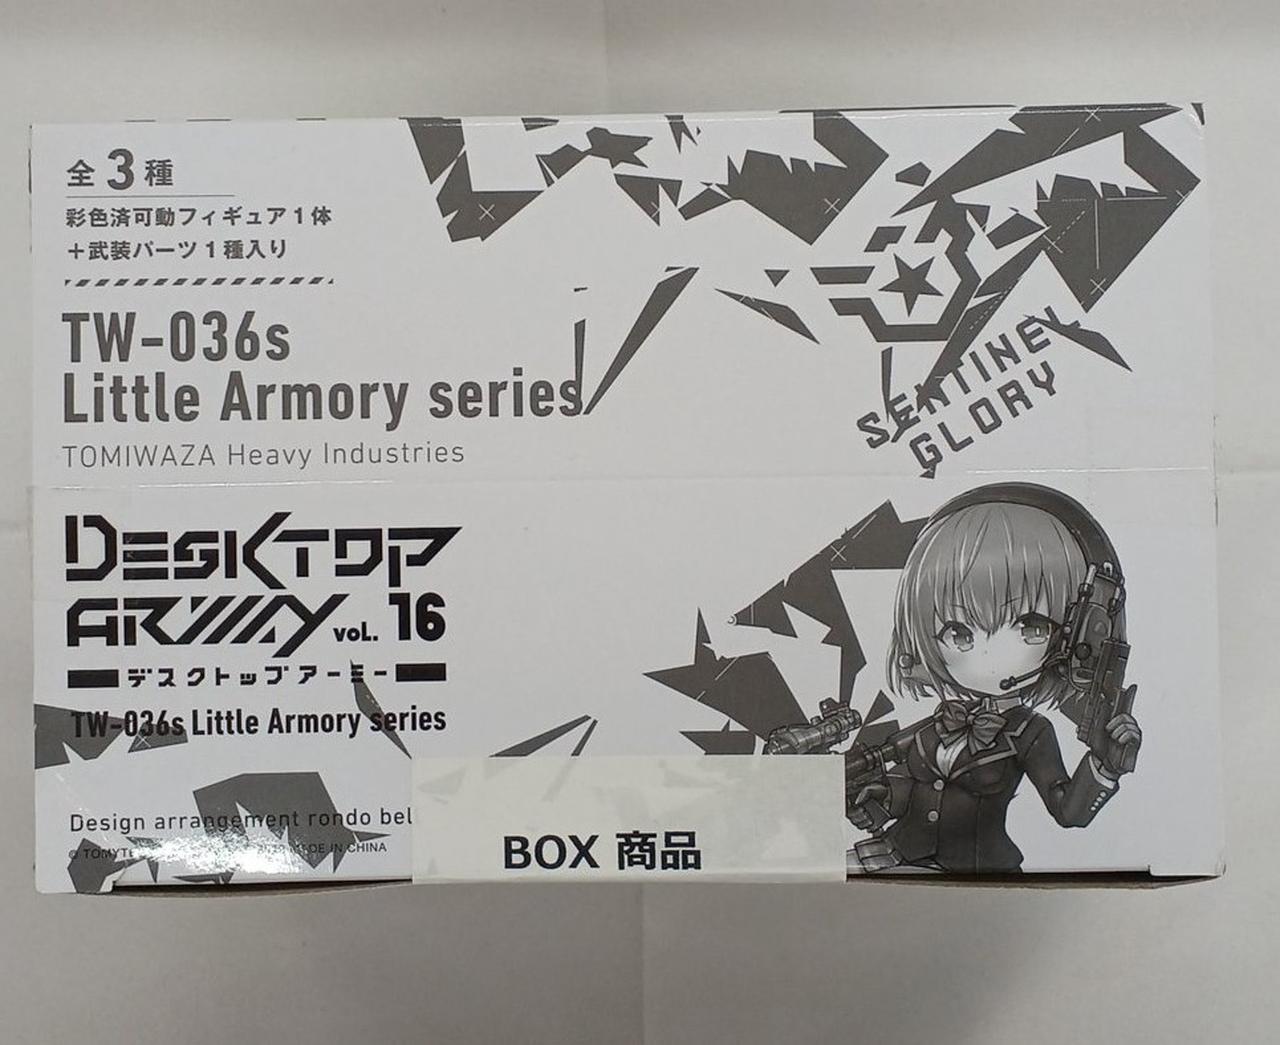 全3種
彩色済可動フィギュア1体
＋武装パーツ1種入り
TW-036s
Little Armory series
TOMIWAZA Heavy Industries
SENTINEL
GLORY
DESKTOP
ARMY VOL. 16
デスクトップアーミー
TW-036s Little Armory series
Design arrangement rondo bel
MADE IN CHINA
BOX 商品